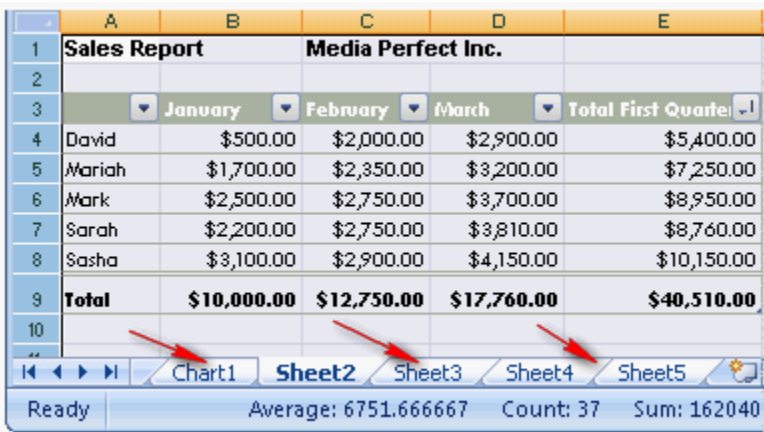 A B C D E
1 Sales Report Media Perfect Inc.
2
3 January February March Total First Quarter
4 David $500.00 $2,000.00 $2,900.00 $5,400.00
5 Mariah $1,700.00 $2,350.00 $3,200.00 $7,250.00
6 Mark $2,500.00 $2,750.00 $3,700.00 $8,950.00
7 Sarah $2,200.00 $2,750.00 $3,810.00 $8,760.00
8 Sasha $3,100.00 $2,900.00 $4,150.00 $10,150.00
9 Total $10,000.00 $12,750.00 $17,760.00 $40,510.00
10
Chart1 Sheet2 Sheet3 Sheet4 Sheet5
Ready Average: 6751.666667 Count: 37 Sum: 162040